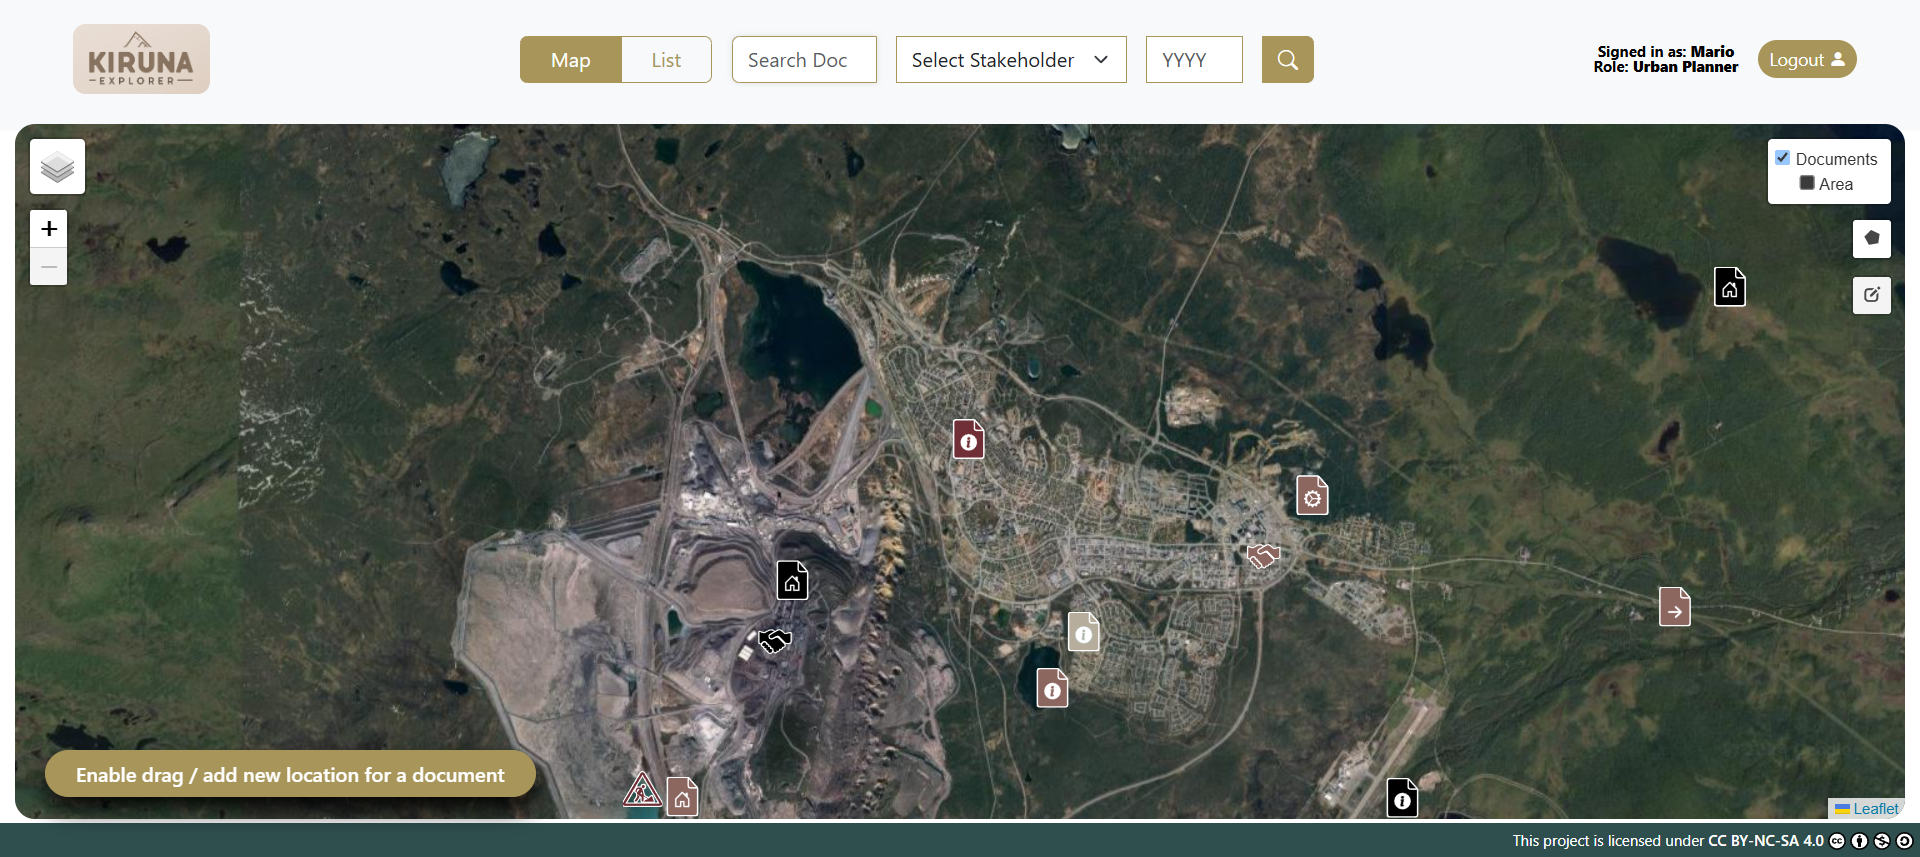 KIRUNA
EXPLORER
Map
List
Search Doc
Select Stakeholder
YYYY
Signed in as: Mario
Role: Urban Planner
Logout
+
−
Documents
Area
Enable drag / add new location for a document
Leaflet
This project is licensed under CC BY-NC-SA 4.0